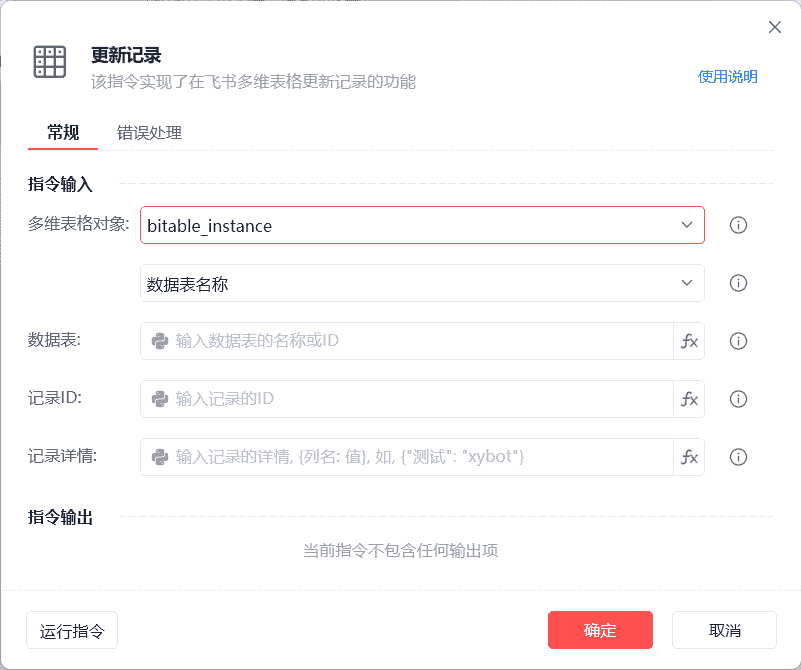 更新记录
该指令实现了在飞书多维表格更新记录的功能
使用说明
常规 错误处理
指令输入
多维表格对象: bitable_instance
数据表名称
数据表: 输入数据表的名称或ID fx
记录ID: 输入记录的ID fx
记录详情: 输入记录的详情, {列名: 值}, 如, {"测试": "xybot"} fx
指令输出
当前指令不包含任何输出项
运行指令 确定 取消